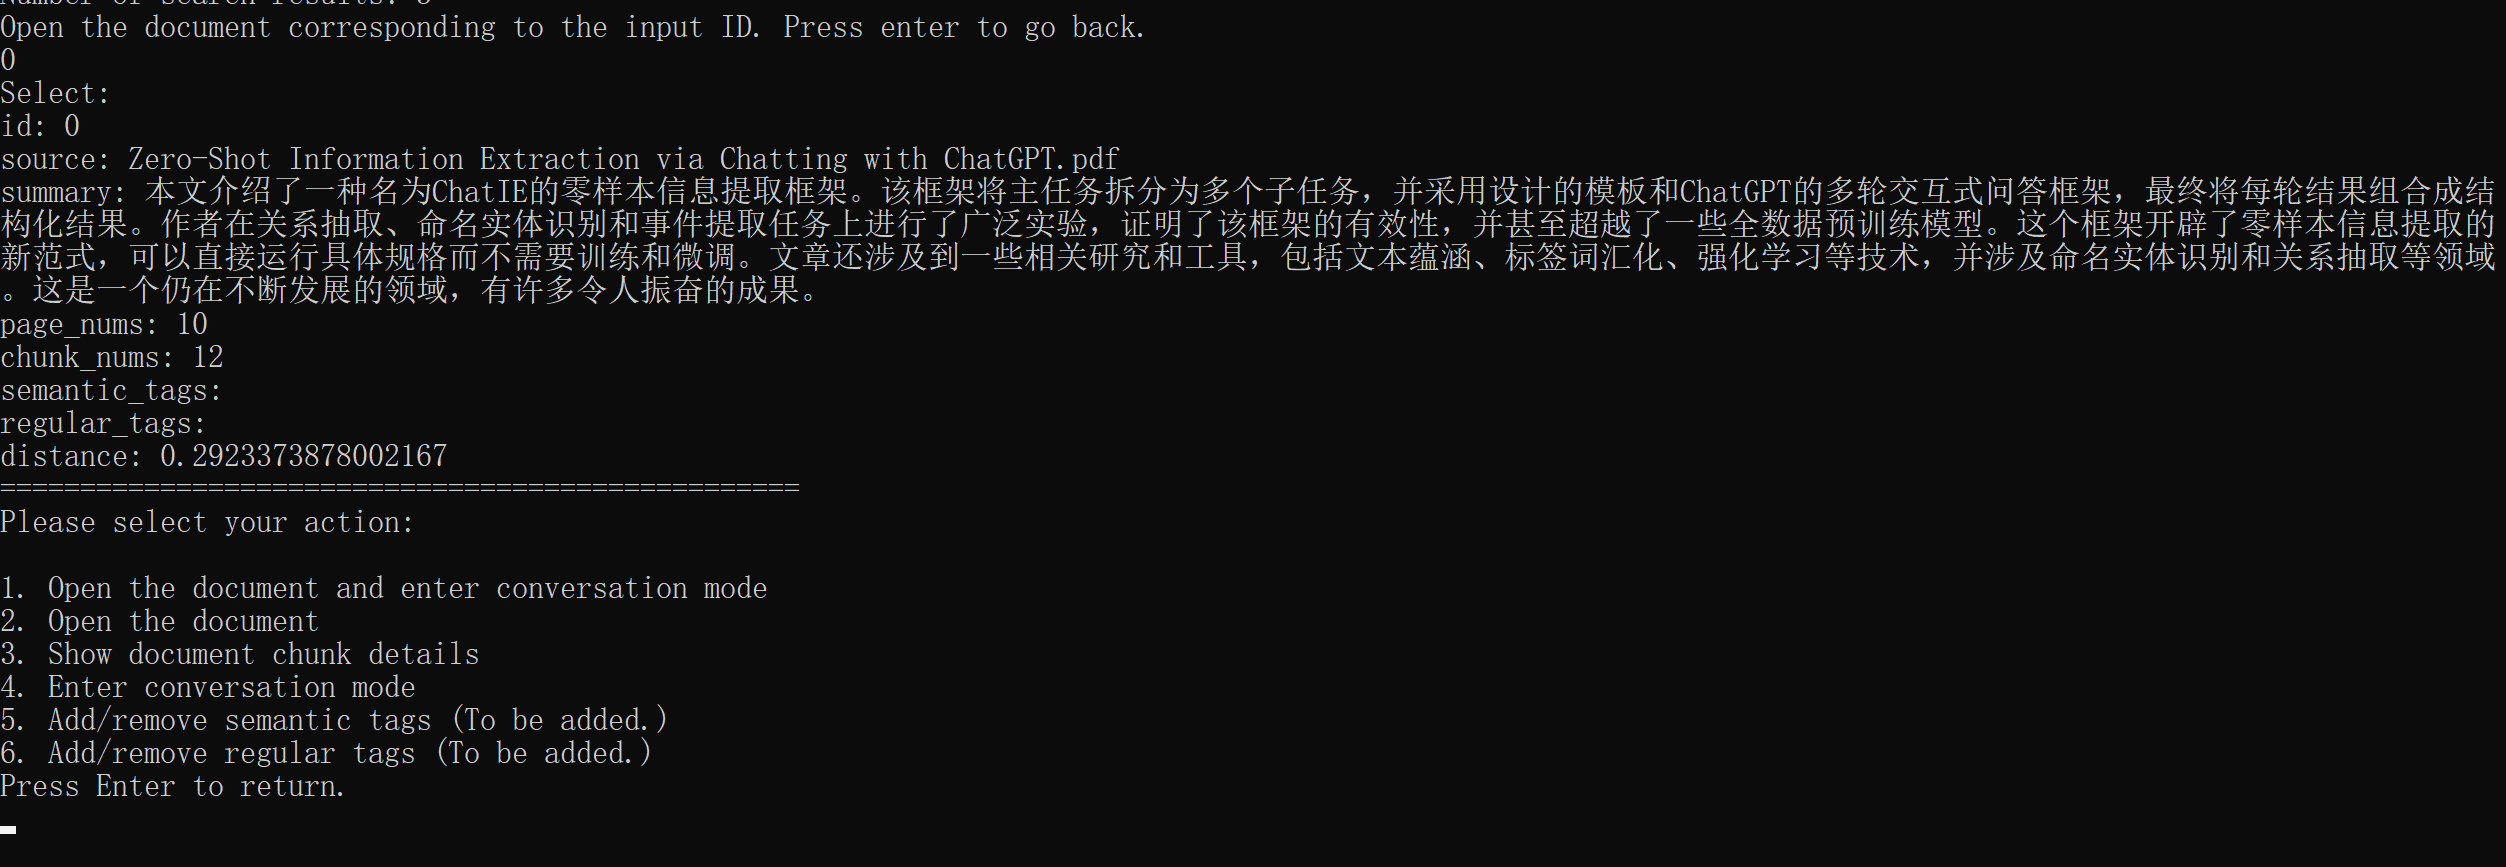 Number of search results: 3
Open the document corresponding to the input ID. Press enter to go back.
0
Select:
id: 0
source: Zero-Shot Information Extraction via Chatting with ChatGPT.pdf
summary: 本文介绍了一种名为ChatIE的零样本信息提取框架。该框架将主任务拆分为多个子任务，并采用设计的模板和ChatGPT的多轮交互式问答框架，最终将每轮结果组合成结
构化结果。作者在关系抽取、命名实体识别和事件提取任务上进行了广泛实验，证明了该框架的有效性，并甚至超越了一些全数据预训练模型。这个框架开辟了零样本信息提取的
新范式，可以直接运行具体规格而不需要训练和微调。文章还涉及到一些相关研究和工具，包括文本蕴涵、标签词汇化、强化学习等技术，并涉及命名实体识别和关系抽取等领域
。这是一个仍在不断发展的领域，有许多令人振奋的成果。
page_nums: 10
chunk_nums: 12
semantic_tags:
regular_tags:
distance: 0.2923373878002167
==================================================
Please select your action:
1. Open the document and enter conversation mode
2. Open the document
3. Show document chunk details
4. Enter conversation mode
5. Add/remove semantic tags (To be added.)
6. Add/remove regular tags (To be added.)
Press Enter to return.